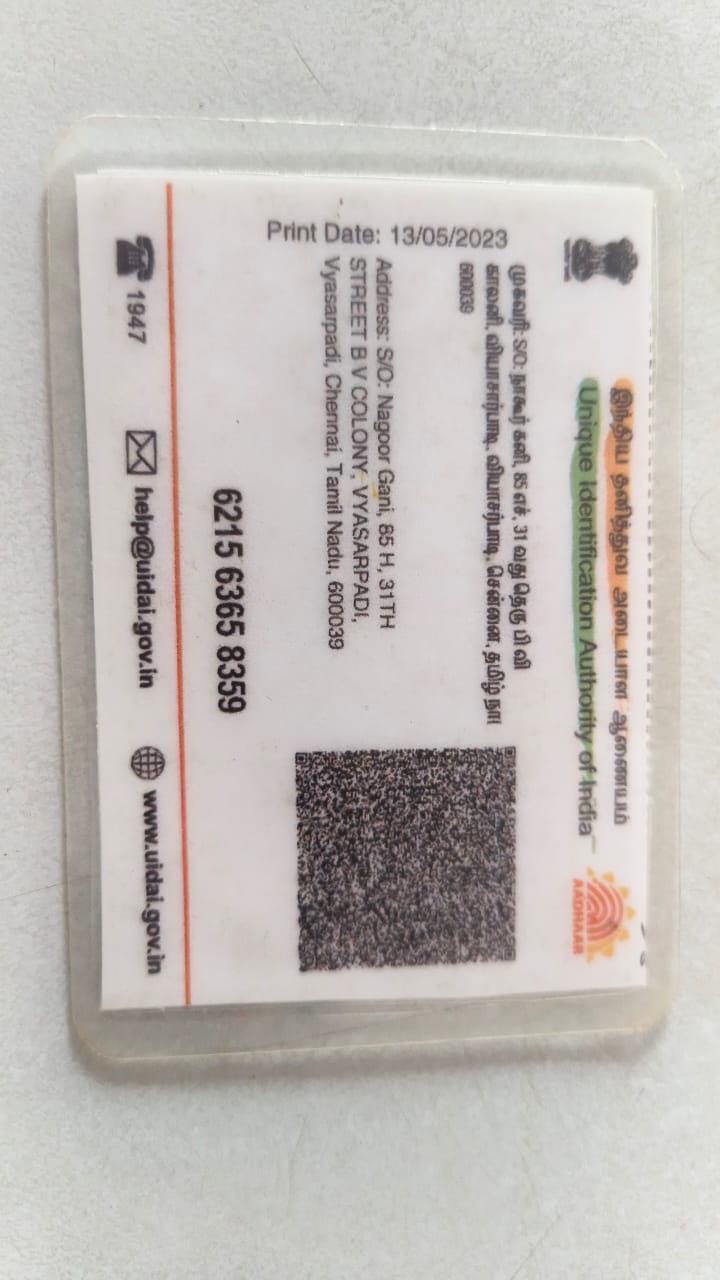 இந்திய தனித்துவ அடையாள ஆணையம்
Unique Identification Authority of India
AADHAAR
Print Date: 13/05/2023
முகவரி: S/O: நாகூர் கனி, 85 எச், 31 வது தெரு பி வி
காலனி, வியாசார்பாடி, வியாசர்பாடி, சென்னை, தமிழ் நா
600039
Address: S/O: Nagoor Gani, 85 H, 31TH
STREET B V COLONY, VYASARPADI,
Vyasarpadi, Chennai, Tamil Nadu, 600039
6215 6365 8359
1947
help@uidai.gov.in
www.uidai.gov.in